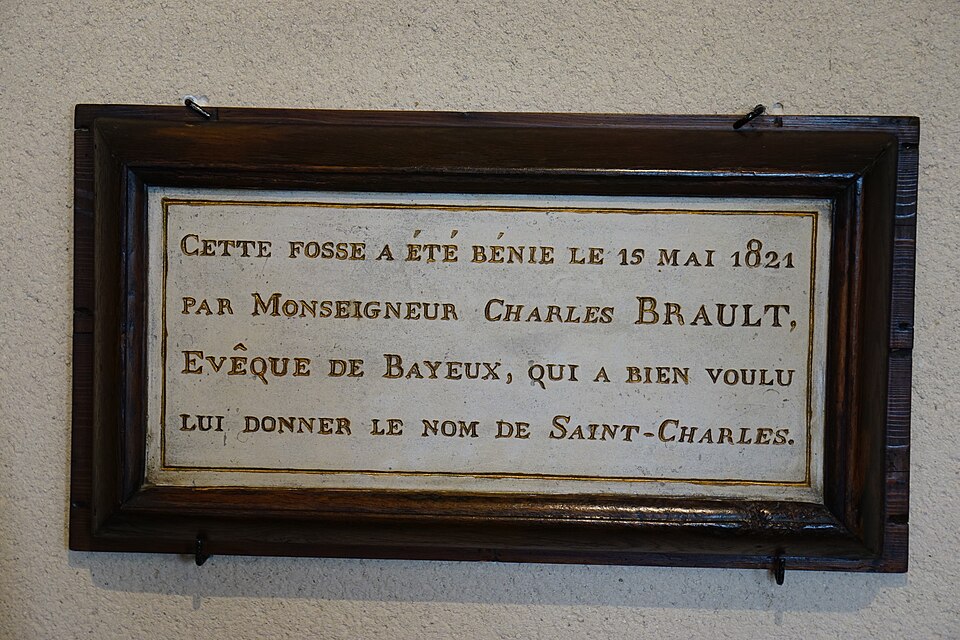 CETTE FOSSE A ÉTÉ BÉNIE LE 15 MAI 1821
PAR MONSEIGNEUR CHARLES BRAULT,
EVÊQUE DE BAYEUX, QUI A BIEN VOULU
LUI DONNER LE NOM DE SAINT-CHARLES.